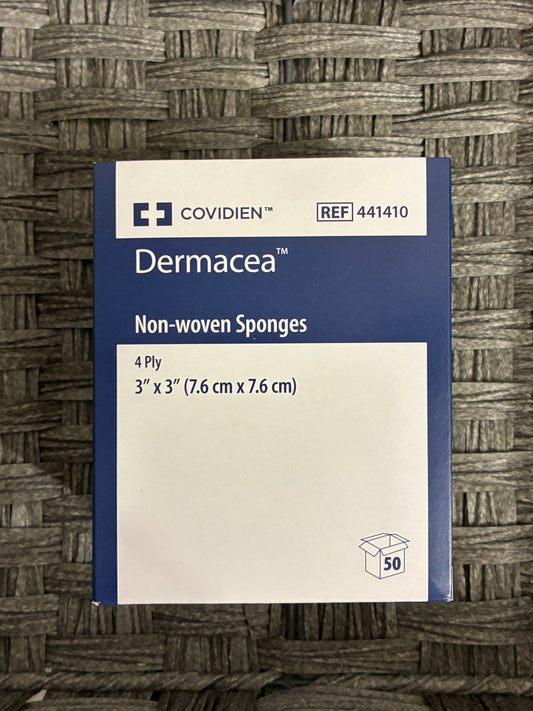 COVIDIEN™ REF 441410
Dermacea™
Non-woven Sponges
4 Ply
3” x 3” (7.6 cm x 7.6 cm)
50